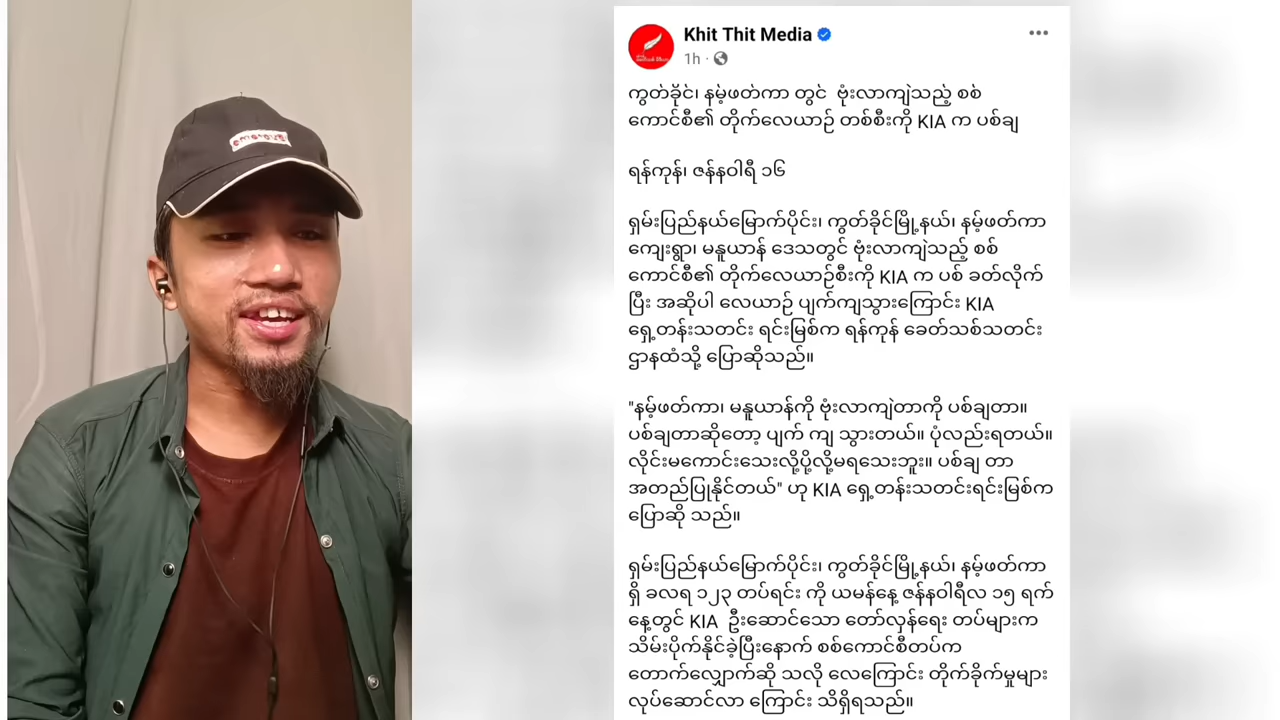 Khit Thit Media
1h ·
ကွတ်ခိုင်၊ နမ့်ဖတ်ကာ တွင် ဗုံးလာကျဲသည့် စစ်
ကောင်စီ၏ တိုက်လေယာဉ် တစ်စီးကို KIA က ပစ်ချ
ရန်ကုန်၊ ဇန်နဝါရီ ၁၆
ရှမ်းပြည်နယ်မြောက်ပိုင်း၊ ကွတ်ခိုင်မြို့နယ်၊ နမ့်ဖတ်ကာ
ကျေးရွာ၊ မနူယာန် ဒေသတွင် ဗုံးလာကျဲသည့် စစ်
ကောင်စီ၏ တိုက်လေယာဉ်စီးကို KIA က ပစ် ခတ်လိုက်
ပြီး အဆိုပါ လေယာဉ် ပျက်ကျသွားကြောင်း KIA
ရှေ့တန်းသတင်း ရင်းမြစ်က ရန်ကုန် ခေတ်သစ်သတင်း
ဌာနထံသို့ ပြောဆိုသည်။
"နမ့်ဖတ်ကာ၊ မနူယာန်ကို ဗုံးလာကျဲတာကို ပစ်ချတာ။
ပစ်ချတာဆိုတော့ ပျက် ကျ သွားတယ်။ ပုံလည်းရတယ်။
လိုင်းမကောင်းသေးလို့ပို့လို့မရသေးဘူး။ ပစ်ချ တာ
အတည်ပြုနိုင်တယ်" ဟု KIA ရှေ့တန်းသတင်းရင်းမြစ်က
ပြောဆို သည်။
ရှမ်းပြည်နယ်မြောက်ပိုင်း၊ ကွတ်ခိုင်မြို့နယ်၊ နမ့်ဖတ်ကာ
ရှိ ခလရ ၁၂၃ တပ်ရင်း ကို ယမန်နေ့ ဇန်နဝါရီလ ၁၅ ရက်
နေ့တွင် KIA ဦးဆောင်သော တော်လှန်ရေး တပ်များက
သိမ်းပိုက်နိုင်ခဲ့ပြီးနောက် စစ်ကောင်စီတပ်က
တောက်လျှောက်ဆို သလို လေကြောင်း တိုက်ခိုက်မှုများ
လုပ်ဆောင်လာ ကြောင်း သိရှိရသည်။